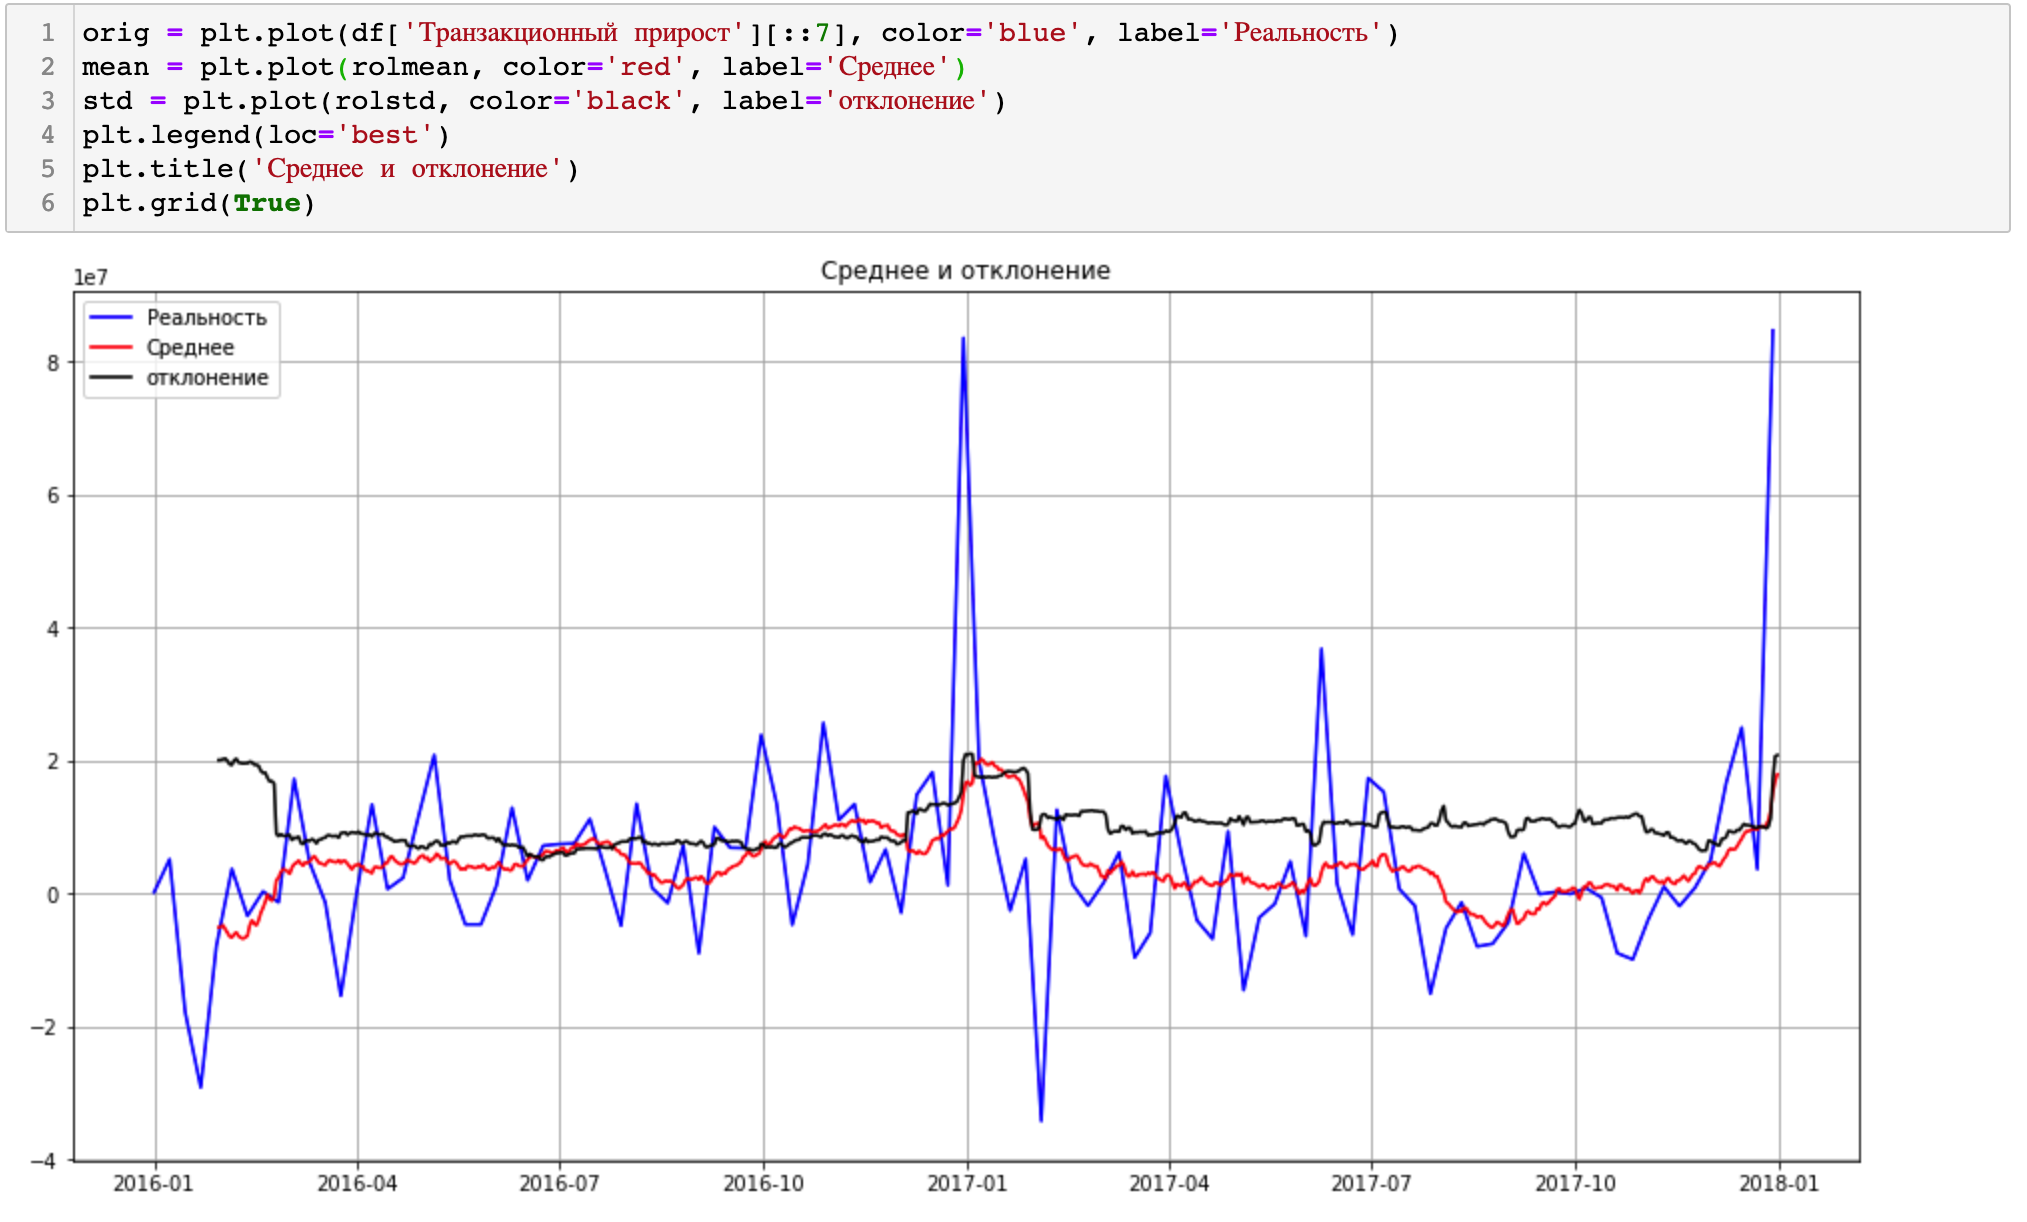 1 orig = plt.plot(df['Транзакционный прирост'][::7], color='blue', label='Реальность')
2 mean = plt.plot(rolmean, color='red', label='Среднее')
3 std = plt.plot(rolstd, color='black', label='отклонение')
4 plt.legend(loc='best')
5 plt.title('Среднее и отклонение')
6 plt.grid(True)
Среднее и отклонение
1e7
Реальность
Среднее
отклонение
8
6
4
2
0
−2
−4
2016-01 2016-04 2016-07 2016-10 2017-01 2017-04 2017-07 2017-10 2018-01